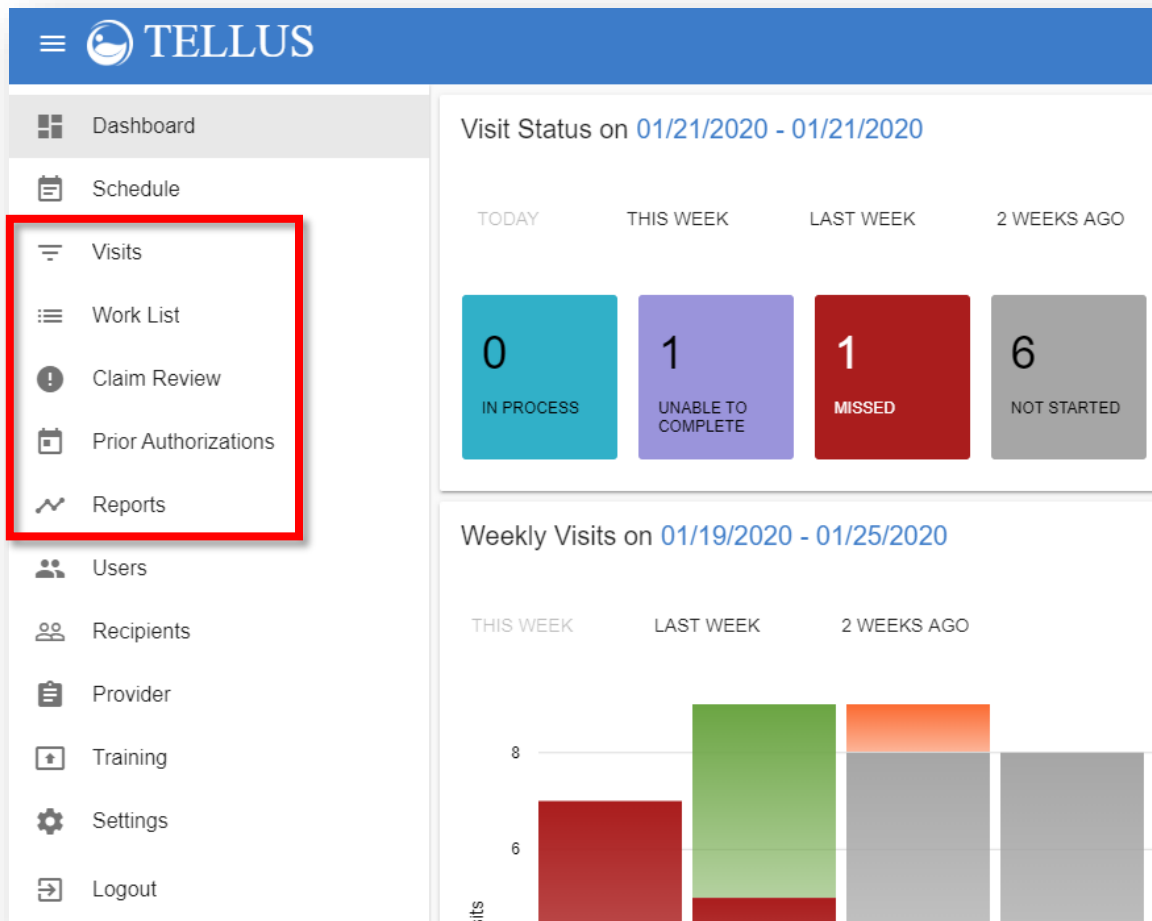 TELLUS
Dashboard
Schedule
Visits
Work List
Claim Review
Prior Authorizations
Reports
Users
Recipients
Provider
Training
Settings
Logout
Visit Status on 01/21/2020 - 01/21/2020
TODAY THIS WEEK LAST WEEK 2 WEEKS AGO
0
IN PROCESS
1
UNABLE TO
COMPLETE
1
MISSED
6
NOT STARTED
Weekly Visits on 01/19/2020 - 01/25/2020
THIS WEEK LAST WEEK 2 WEEKS AGO
8
6